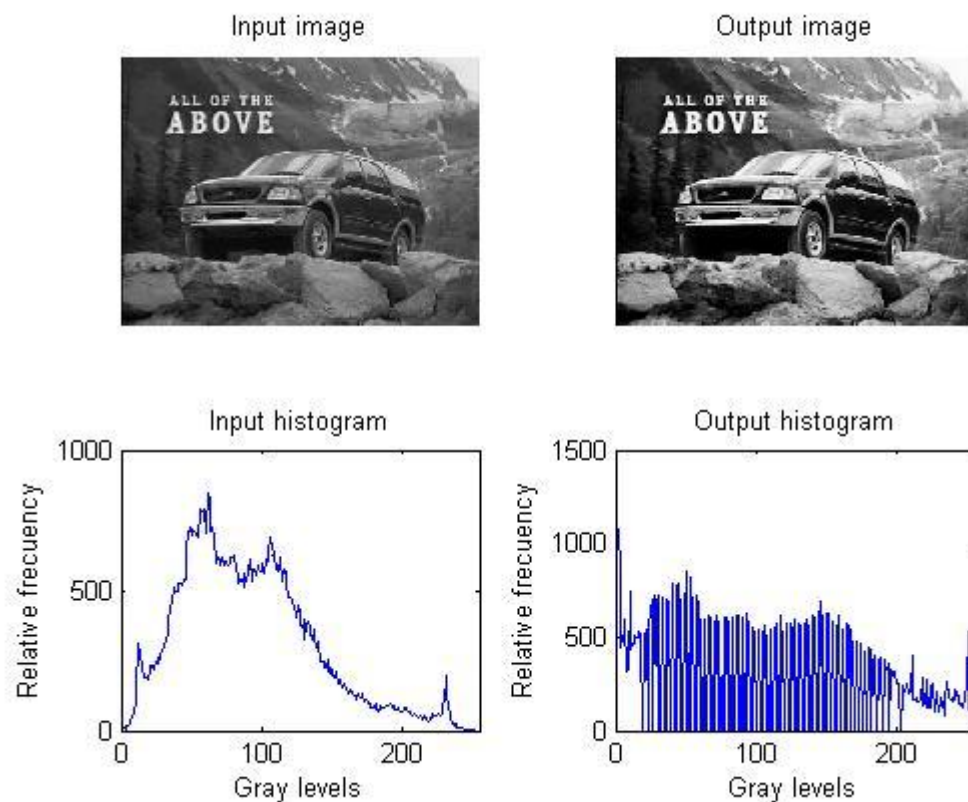 Input image
Output image
ALL OF THE
ABOVE
ALL OF THE
ABOVE
Input histogram
Output histogram
1000
500
0
Relative frecuency
0
100
200
Gray levels
1500
1000
500
0
Relative frecuency
0
100
200
Gray levels